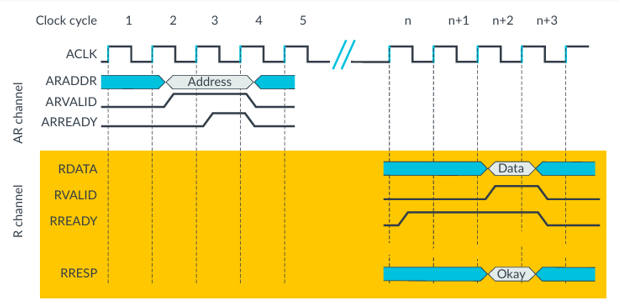 Clock cycle 1 2 3 4 5 n n+1 n+2 n+3
ACLK
AR channel
ARADDR Address
ARVALID
ARREADY
R channel
RDATA Data
RVALID
RREADY
RRESP Okay